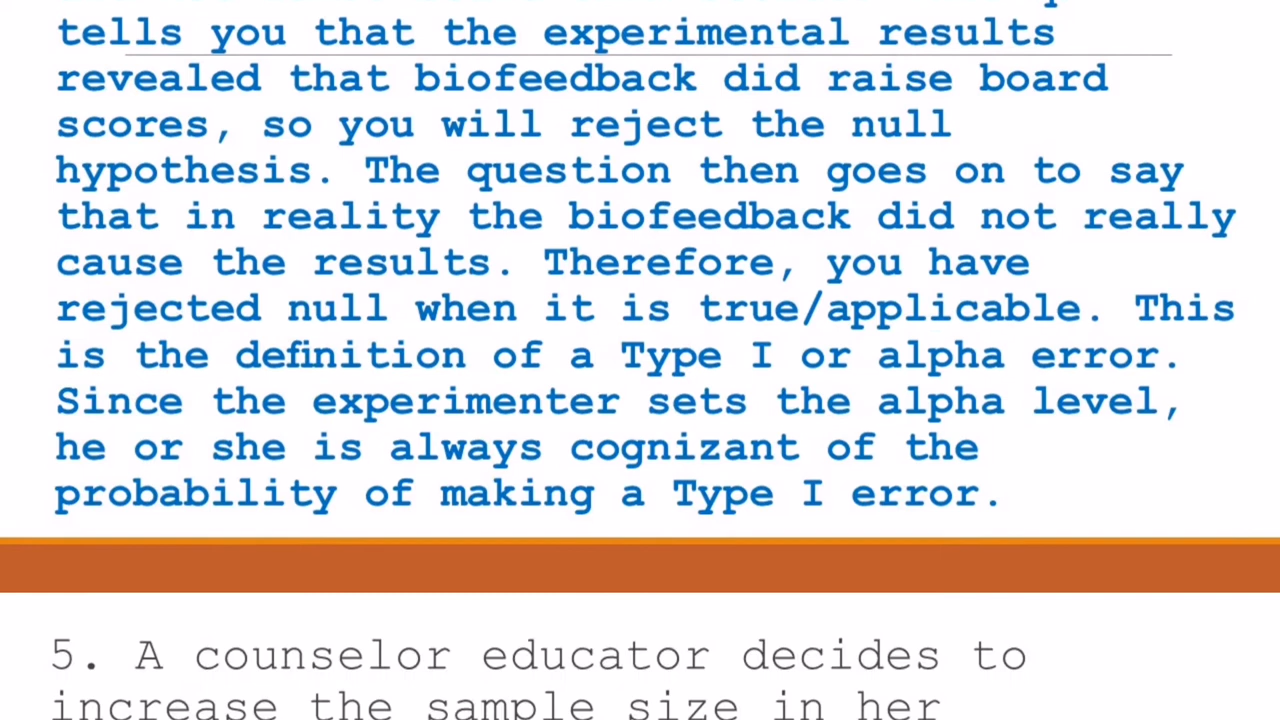 tells you that the experimental results
revealed that biofeedback did raise board
scores, so you will reject the null
hypothesis. The question then goes on to say
that in reality the biofeedback did not really
cause the results. Therefore, you have
rejected null when it is true/applicable. This
is the definition of a Type I or alpha error.
Since the experimenter sets the alpha level,
he or she is always cognizant of the
probability of making a Type I error.
5. A counselor educator decides to
increase the sample size in her